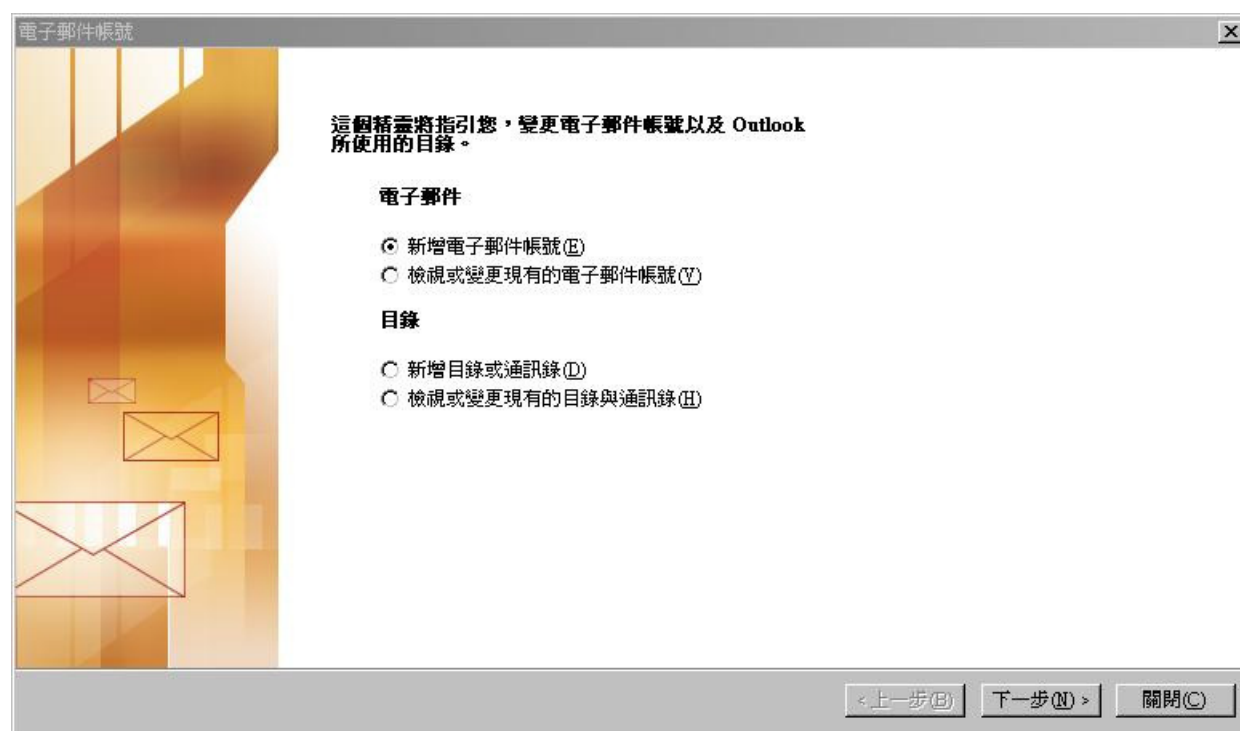 電子郵件帳號
這個精靈將指引您，變更電子郵件帳號以及 Outlook
所使用的目錄。
電子郵件
新增電子郵件帳號(E)
檢視或變更現有的電子郵件帳號(V)
目錄
新增目錄或通訊錄(D)
檢視或變更現有的目錄與通訊錄(H)
<上一步(B) 下一步(N) > 關閉(C)